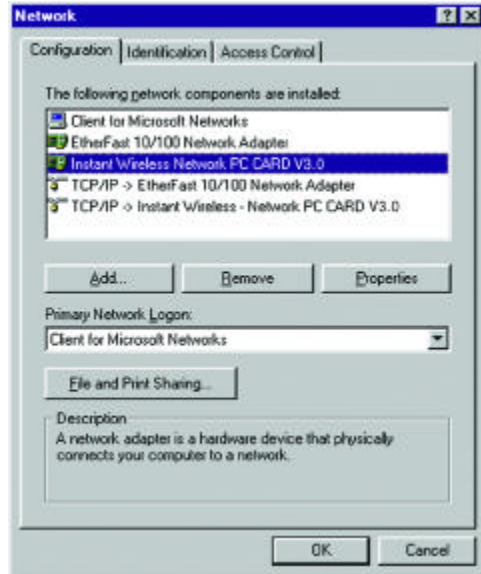 Network
Configuration Identification Access Control
The following network components are installed:
Client for Microsoft Networks
EtherFast 10/100 Network Adapter
Instant Wireless Network PC CARD V3.0
TCP/IP -> EtherFast 10/100 Network Adapter
TCP/IP -> Instant Wireless - Network PC CARD V3.0
Add... Remove Properties
Primary Network Logon:
Client for Microsoft Networks
File and Print Sharing...
Description
A network adapter is a hardware device that physically
connects your computer to a network.
OK Cancel